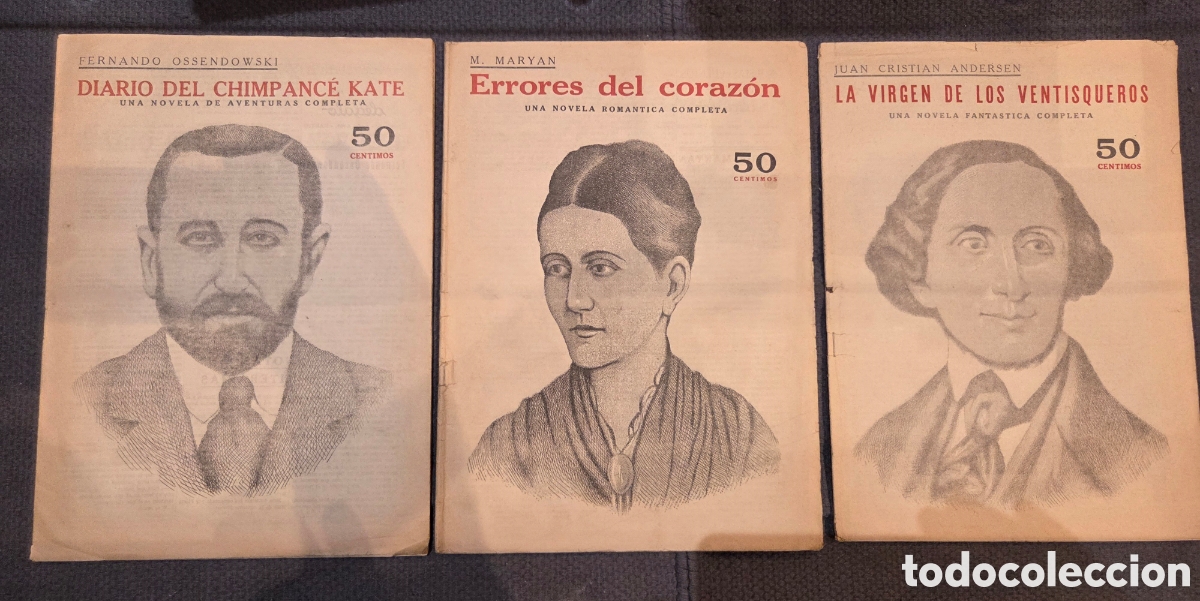 FERNANDO OSSENDOWSKI
DIARIO DEL CHIMPANCÉ KATE
UNA NOVELA DE AVENTURAS COMPLETA
50
CENTIMOS
M. MARYAN
Errores del corazón
UNA NOVELA ROMANTICA COMPLETA
50
CENTIMOS
JUAN CRISTIAN ANDERSEN
LA VIRGEN DE LOS VENTISQUEROS
UNA NOVELA FANTASTICA COMPLETA
50
CENTIMOS
todocoleccion